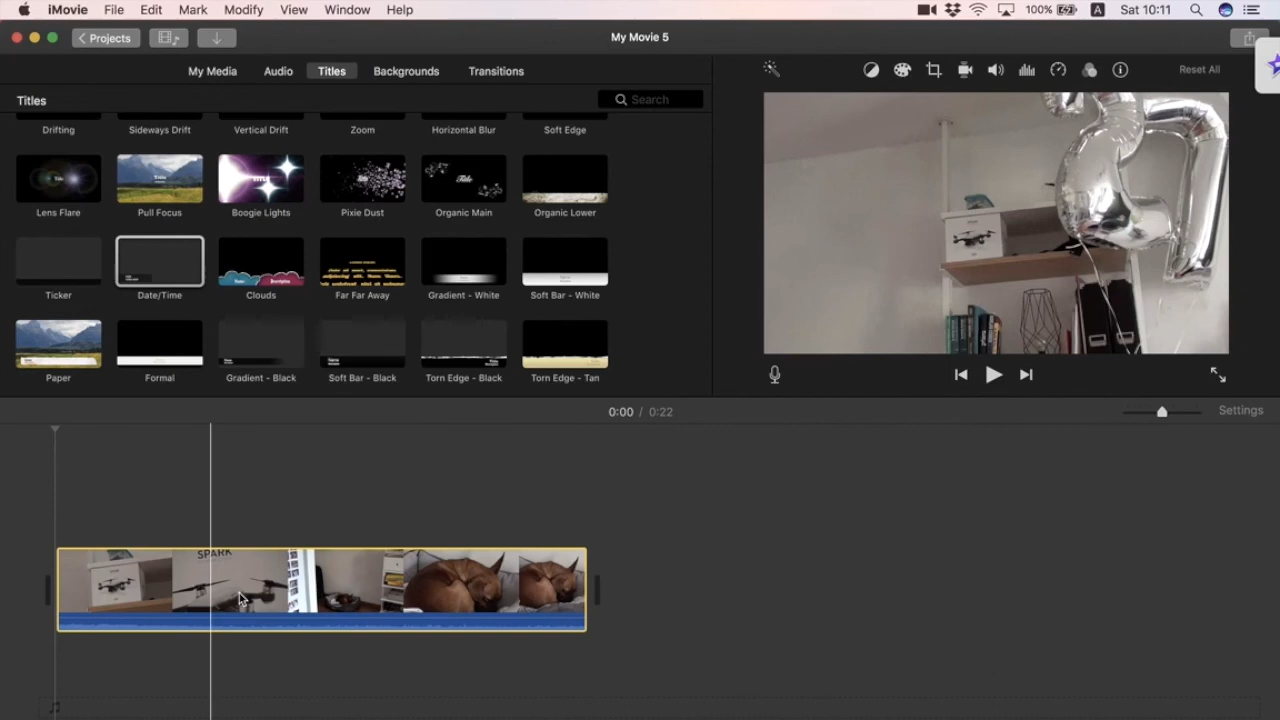 iMovie File Edit Mark Modify View Window Help 100% A Sat 10:11
Projects My Movie 5
My Media Audio Titles Backgrounds Transitions Reset All
Titles Search
Drifting Sideways Drift Vertical Drift Zoom Horizontal Blur Soft Edge
Lens Flare Pull Focus Boogie Lights Pixie Dust Organic Main Organic Lower
Ticker Date/Time Clouds Far Far Away Gradient - White Soft Bar - White
Paper Formal Gradient - Black Soft Bar - Black Torn Edge - Black Torn Edge - Tan
0:00 / 0:22 Settings
SPARK